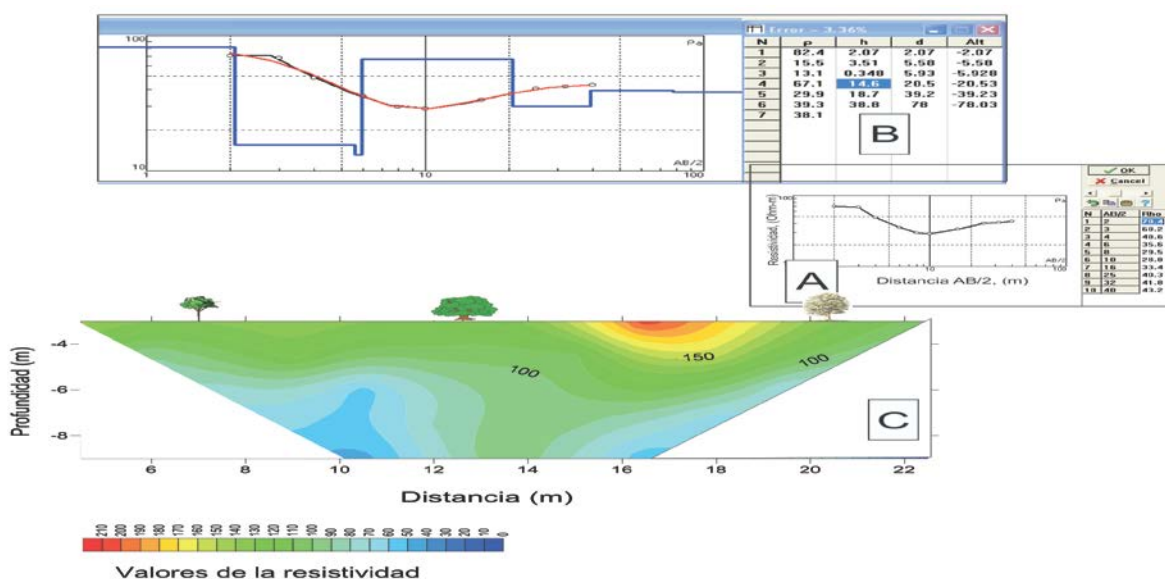 100
Pa
10
1
10
AB/2
100
Error = 3.36%
N ρ h d Alt
1 82.4 2.07 2.07 -2.07
2 15.5 3.51 5.58 -5.58
3 13.1 0.348 5.93 -5.928
4 67.1 14.6 20.5 -20.53
5 29.9 18.7 39.2 -39.23
6 39.3 38.8 78 -78.03
7 38.1
B
OK
Cancel
Resistividad, (Ohm-m)
100
Pa
10
AB/2
100
Distancia AB/2, (m)
A
N AB/2 Rho
1 2
2 3 69.2
3 4
4 6
5 8 29.5
6 10 28.8
7 16 33.4
8 25 40.3
9 32 41.8
10 40 43.2
Profundidad (m)
-4
-6
-8
100
150
100
C
6 8 10 12 14 16 18 20 22
Distancia (m)
210 200 190 180 170 160 150 140 130 120 110 100 90 80 70 60 50 40 30 20 10 0
Valores de la resistividad